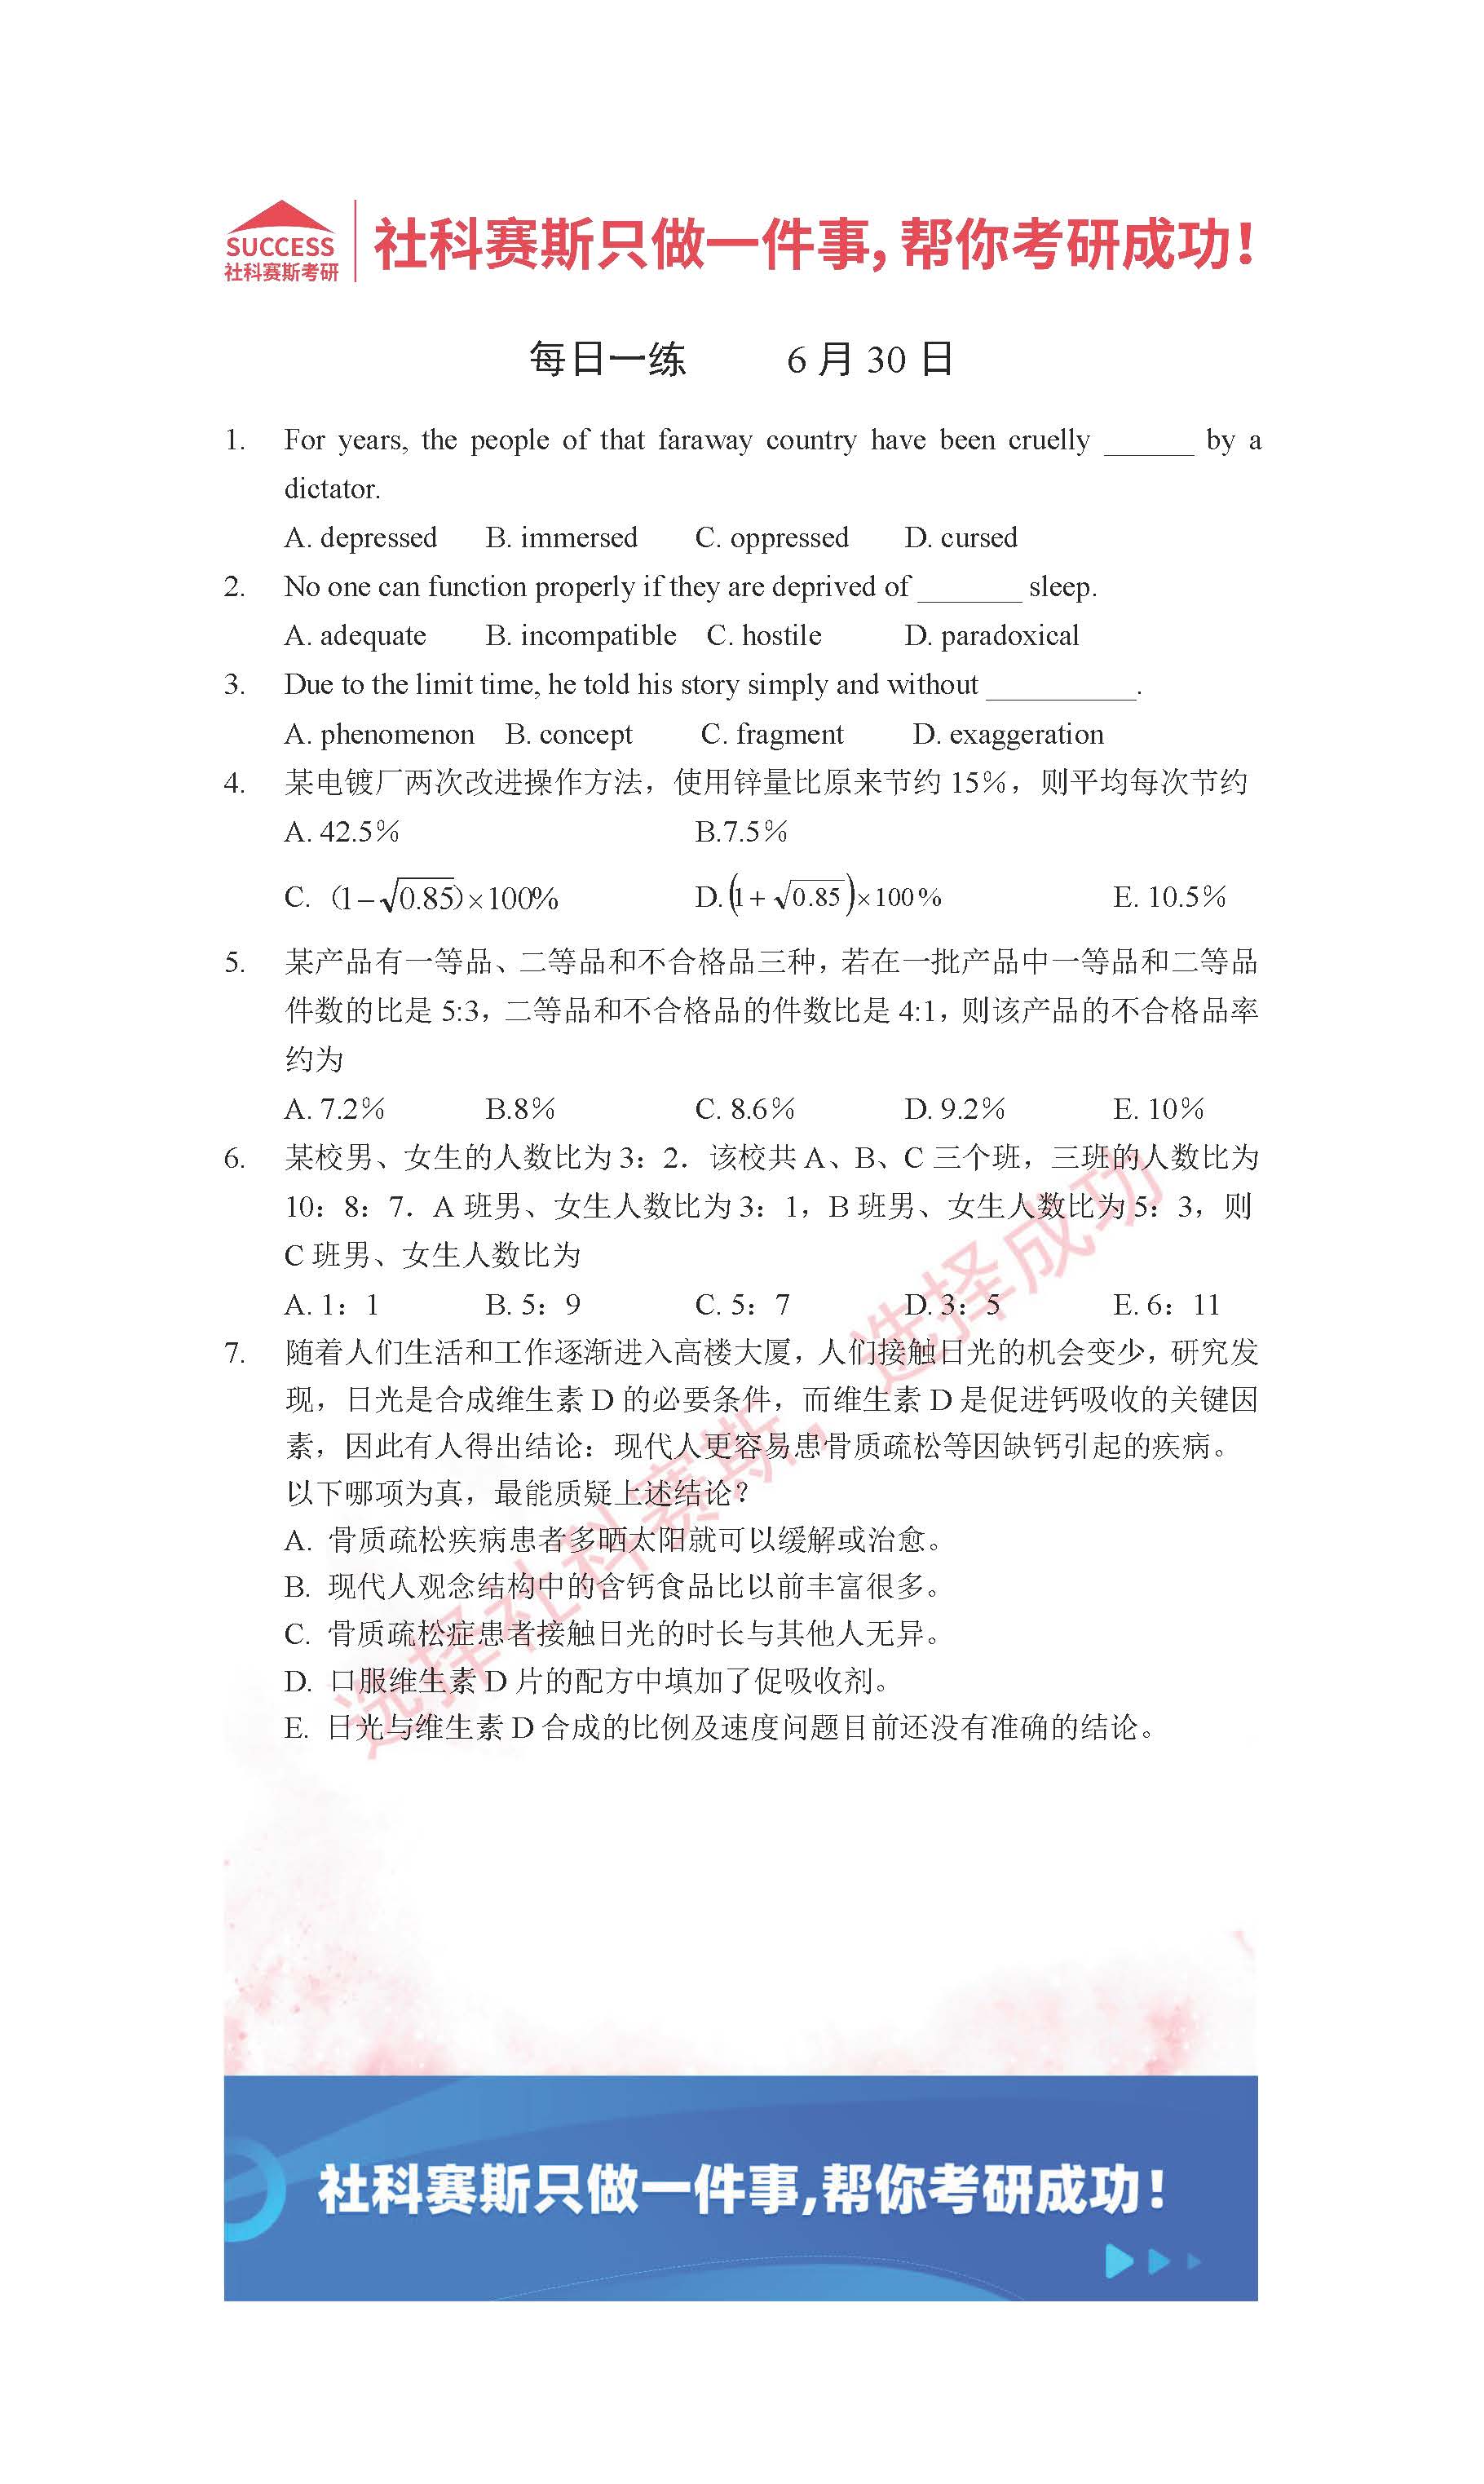 SUCCESS
社科赛斯考研
社科赛斯只做一件事,帮你考研成功!
每日一练 6 月 30 日
1. For years, the people of that faraway country have been cruelly ______ by a
dictator.
A. depressed B. immersed C. oppressed D. cursed
2. No one can function properly if they are deprived of _______ sleep.
A. adequate B. incompatible C. hostile D. paradoxical
3. Due to the limit time, he told his story simply and without __________.
A. phenomenon B. concept C. fragment D. exaggeration
4. 某电镀厂两次改进操作方法，使用锌量比原来节约 15%，则平均每次节约
A. 42.5% B.7.5%
C. (1−√0.85)×100% D.(1+√0.85)×100% E. 10.5%
5. 某产品有一等品、二等品和不合格品三种，若在一批产品中一等品和二等品
件数的比是 5:3，二等品和不合格品的件数比是 4:1，则该产品的不合格品率
约为
A. 7.2% B.8% C. 8.6% D. 9.2% E. 10%
6. 某校男、女生的人数比为 3：2．该校共 A、B、C 三个班，三班的人数比为
10：8：7．A 班男、女生人数比为 3：1，B 班男、女生人数比为 5：3，则
C 班男、女生人数比为
A. 1：1 B. 5：9 C. 5：7 D. 3：5 E. 6：11
7. 随着人们生活和工作逐渐进入高楼大厦，人们接触日光的机会变少，研究发
现，日光是合成维生素 D 的必要条件，而维生素 D 是促进钙吸收的关键因
素，因此有人得出结论：现代人更容易患骨质疏松等因缺钙引起的疾病。
以下哪项为真，最能质疑上述结论？
A. 骨质疏松疾病患者多晒太阳就可以缓解或治愈。
B. 现代人观念结构中的含钙食品比以前丰富很多。
C. 骨质疏松症患者接触日光的时长与其他人无异。
D. 口服维生素 D 片的配方中填加了促吸收剂。
E. 日光与维生素 D 合成的比例及速度问题目前还没有准确的结论。
选择社科赛斯，选择成功
社科赛斯只做一件事,帮你考研成功!